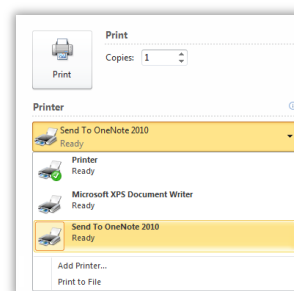 Print
Copies: 1
Print
Printer
Send To OneNote 2010
Ready
Printer
Ready
Microsoft XPS Document Writer
Ready
Send To OneNote 2010
Ready
Add Printer...
Print to File